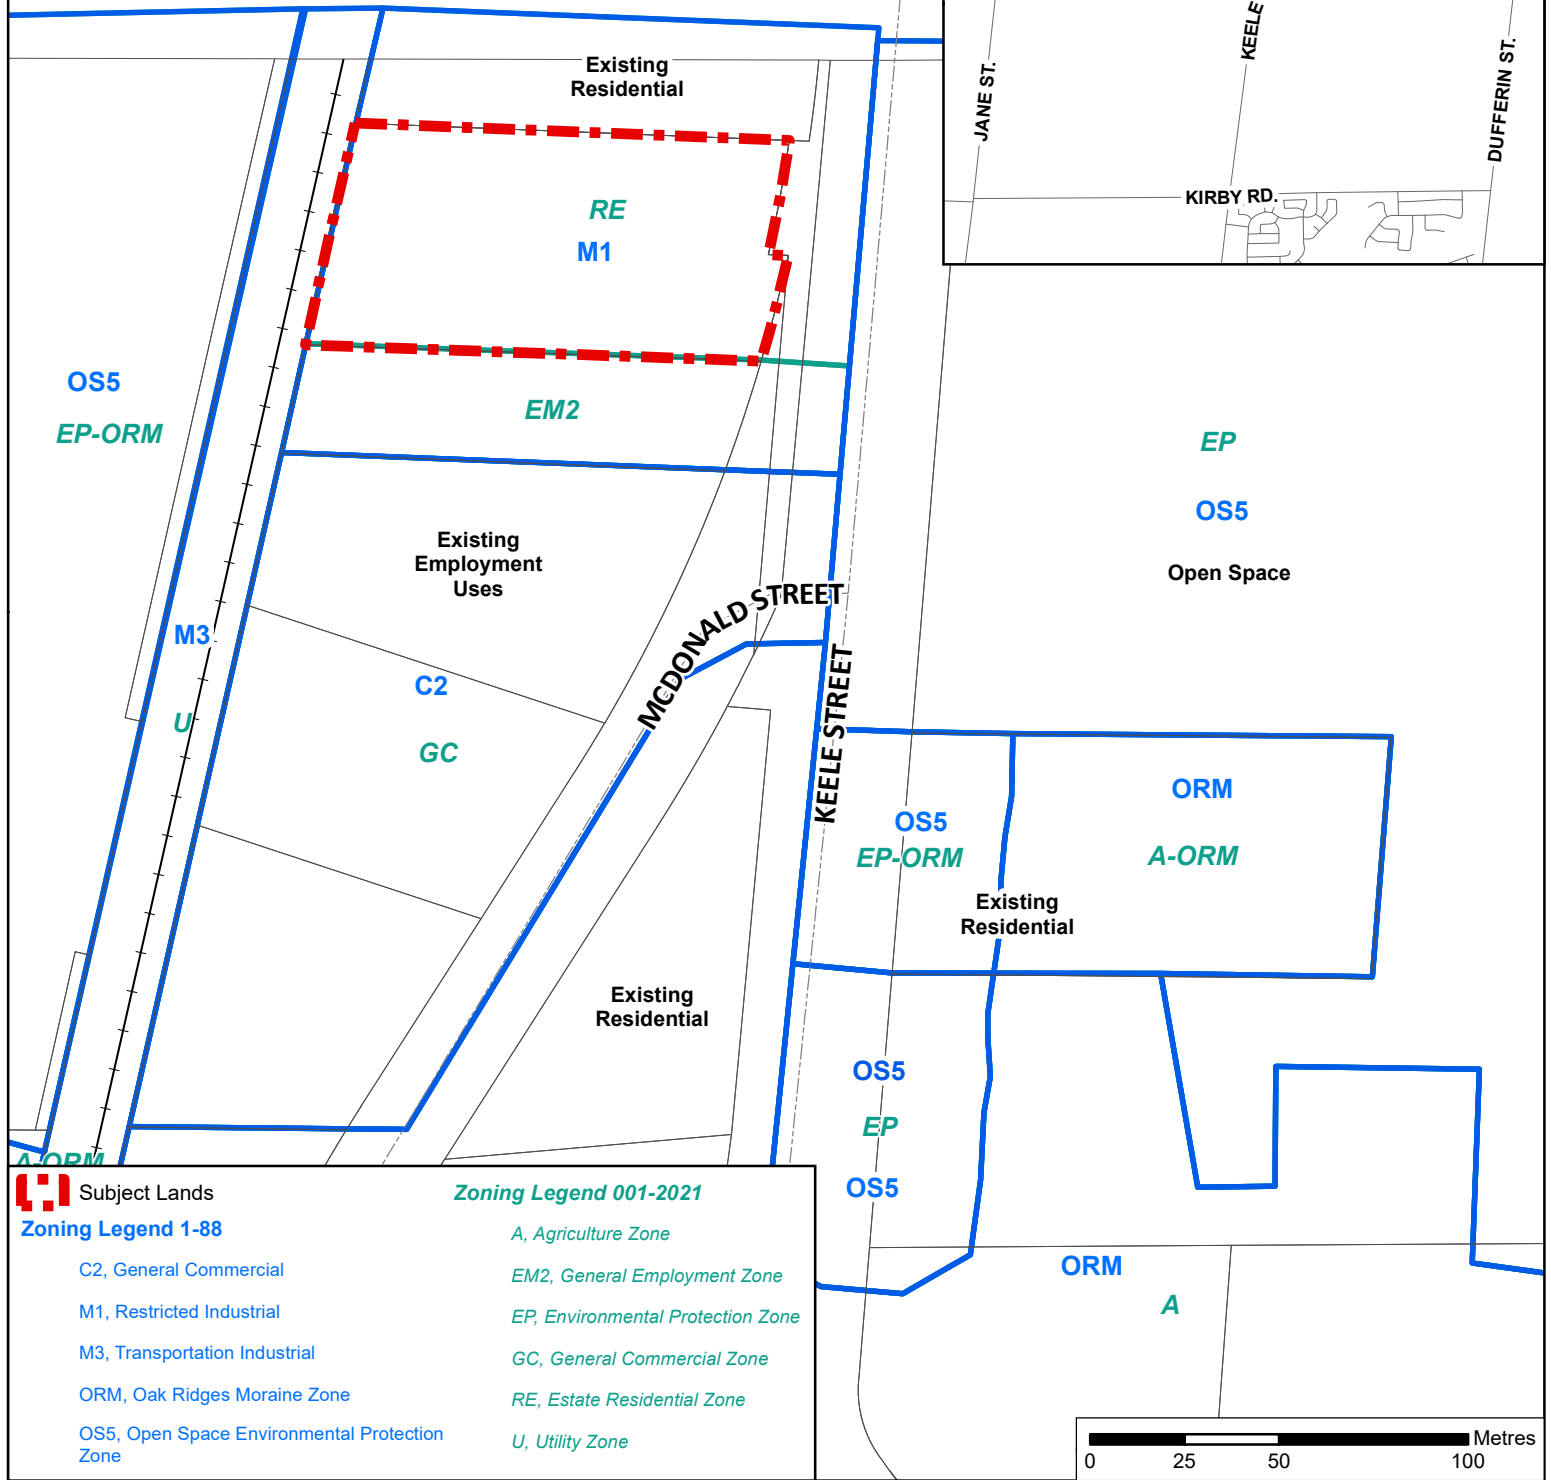 Existing
Residential
JANE ST.
KEELE
DUFFERIN ST.
KIRBY RD.
RE
M1
OS5
EP-ORM
EM2
EP
OS5
Open Space
Existing
Employment
Uses
MCDONALD STREET
M3
U
C2
GC
KEELE STREET
ORM
A-ORM
OS5
EP-ORM
Existing
Residential
Existing
Residential
OS5
EP
OS5
ORM
A
A-ORM
Subject Lands
Zoning Legend 1-88
C2, General Commercial
M1, Restricted Industrial
M3, Transportation Industrial
ORM, Oak Ridges Moraine Zone
OS5, Open Space Environmental Protection
Zone
Zoning Legend 001-2021
A, Agriculture Zone
EM2, General Employment Zone
EP, Environmental Protection Zone
GC, General Commercial Zone
RE, Estate Residential Zone
U, Utility Zone
Metres
0 25 50 100